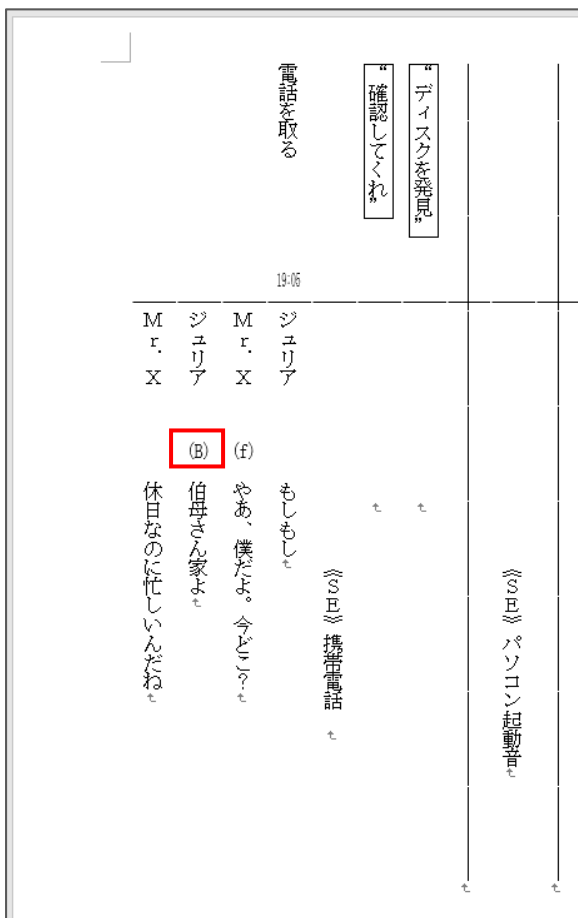 《SE》パソコン起動音
“ディスクを発見”
“確認してくれ”
《SE》携帯電話
電話を取る 19:05 ジュリア もしもし
Mr. X (f) やあ、僕だよ。今どこ?
ジュリア (B) 伯母さん家よ
Mr. X 休日なのに忙しいんだね